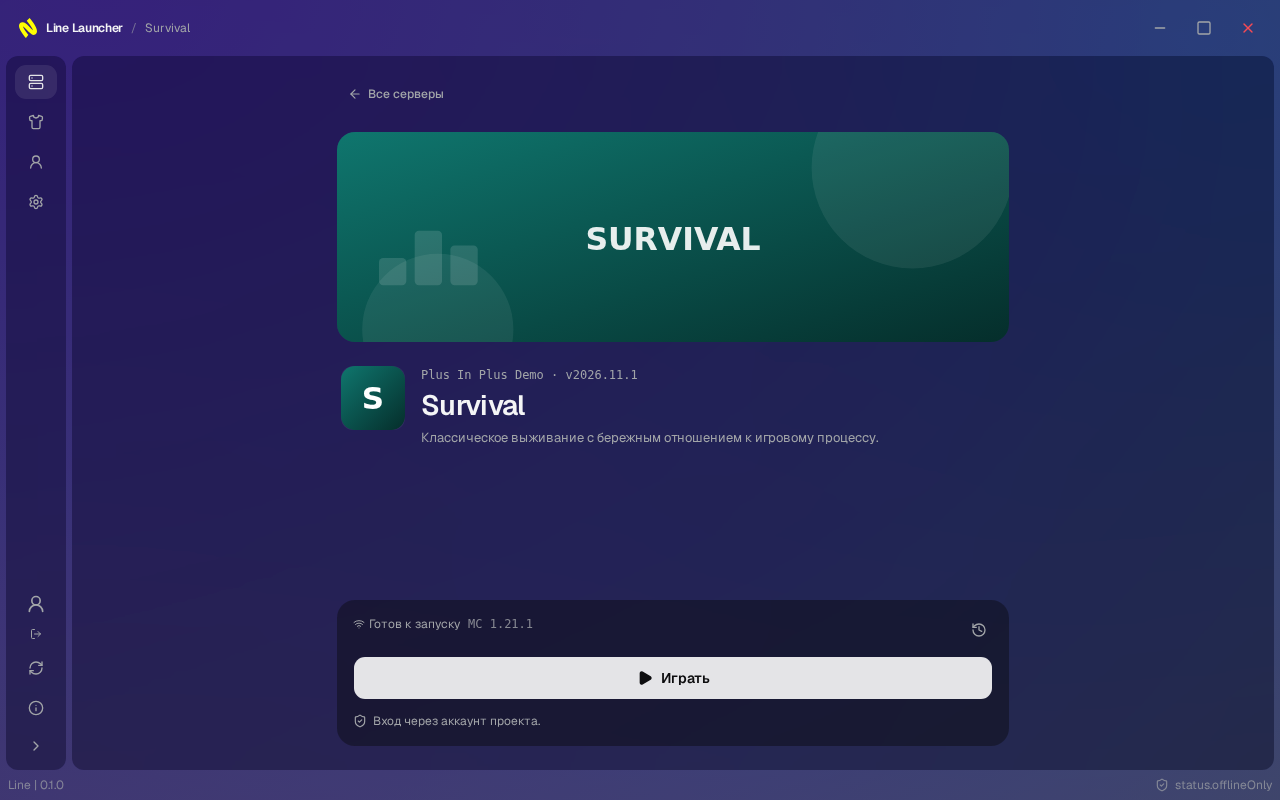 Line Launcher / Survival
Все серверы
SURVIVAL
S
Plus In Plus Demo · v2026.11.1
Survival
Классическое выживание с бережным отношением к игровому процессу.
Готов к запуску MC 1.21.1
Играть
Вход через аккаунт проекта.
Line | 0.1.0
status.offlineOnly